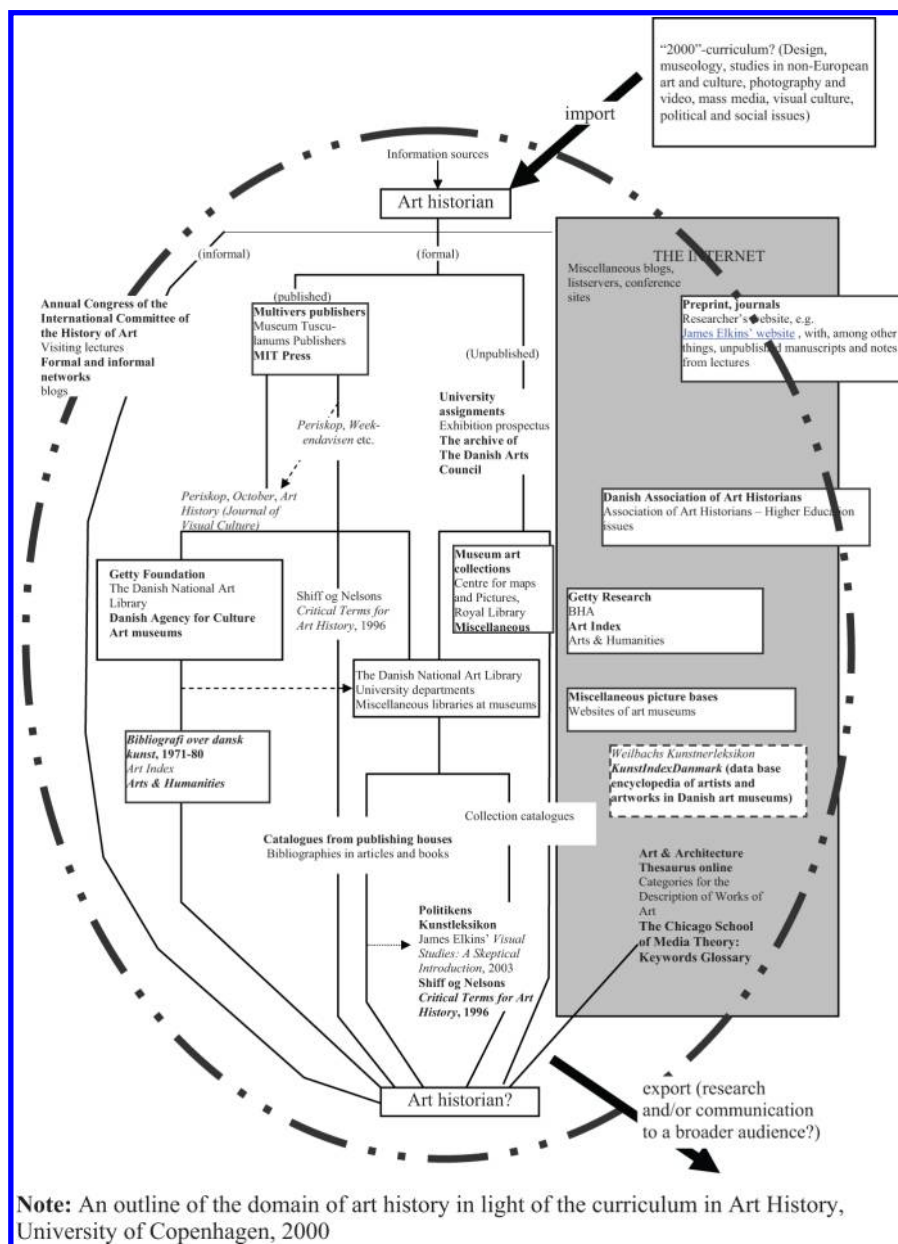 "2000"-curriculum? (Design,
museology, studies in non-European
art and culture, photography and
video, mass media, visual culture,
political and social issues)
import
Information sources
Art historian
(informal)
(formal)
THE INTERNET
Miscellaneous blogs,
listservers, conference
sites
(published)
Annual Congress of the
International Committee of
the History of Art
Visiting lectures
Formal and informal
networks
blogs
Multivers publishers
Museum Tuscu-
lanums Publishers
MIT Press
Preprint, journals
Researcher's website, e.g.
James Elkins' website , with, among other
things, unpublished manuscripts and notes
from lectures
(Unpublished)
University
assignments
Exhibition prospectus
The archive of
The Danish Arts
Council
Periskop, Week-
endavisen etc.
Periskop, October, Art
History (Journal of
Visual Culture)
Danish Association of Art Historians
Association of Art Historians – Higher Education
issues
Getty Foundation
The Danish National Art
Library
Danish Agency for Culture
Art museums
Shiff og Nelsons
Critical Terms for
Art History, 1996
Museum art
collections
Centre for maps
and Pictures,
Royal Library
Miscellaneous
Getty Research
BHA
Art Index
Arts & Humanities
The Danish National Art Library
University departments
Miscellaneous libraries at museums
Miscellaneous picture bases
Websites of art museums
Bibliografi over dansk
kunst, 1971-80
Art Index
Arts & Humanities
Weilbachs Kunstnerleksikon
KunstIndexDanmark (data base
encyclopedia of artists and
artworks in Danish art museums)
Collection catalogues
Catalogues from publishing houses
Bibliographies in articles and books
Art & Architecture
Thesaurus online
Categories for the
Description of Works of
Art
The Chicago School
of Media Theory:
Keywords Glossary
Politikens
Kunstleksikon
James Elkins' Visual
Studies: A Skeptical
Introduction, 2003
Shiff og Nelsons
Critical Terms for Art
History, 1996
Art historian?
export (research
and/or communication
to a broader audience?)
Note: An outline of the domain of art history in light of the curriculum in Art History,
University of Copenhagen, 2000